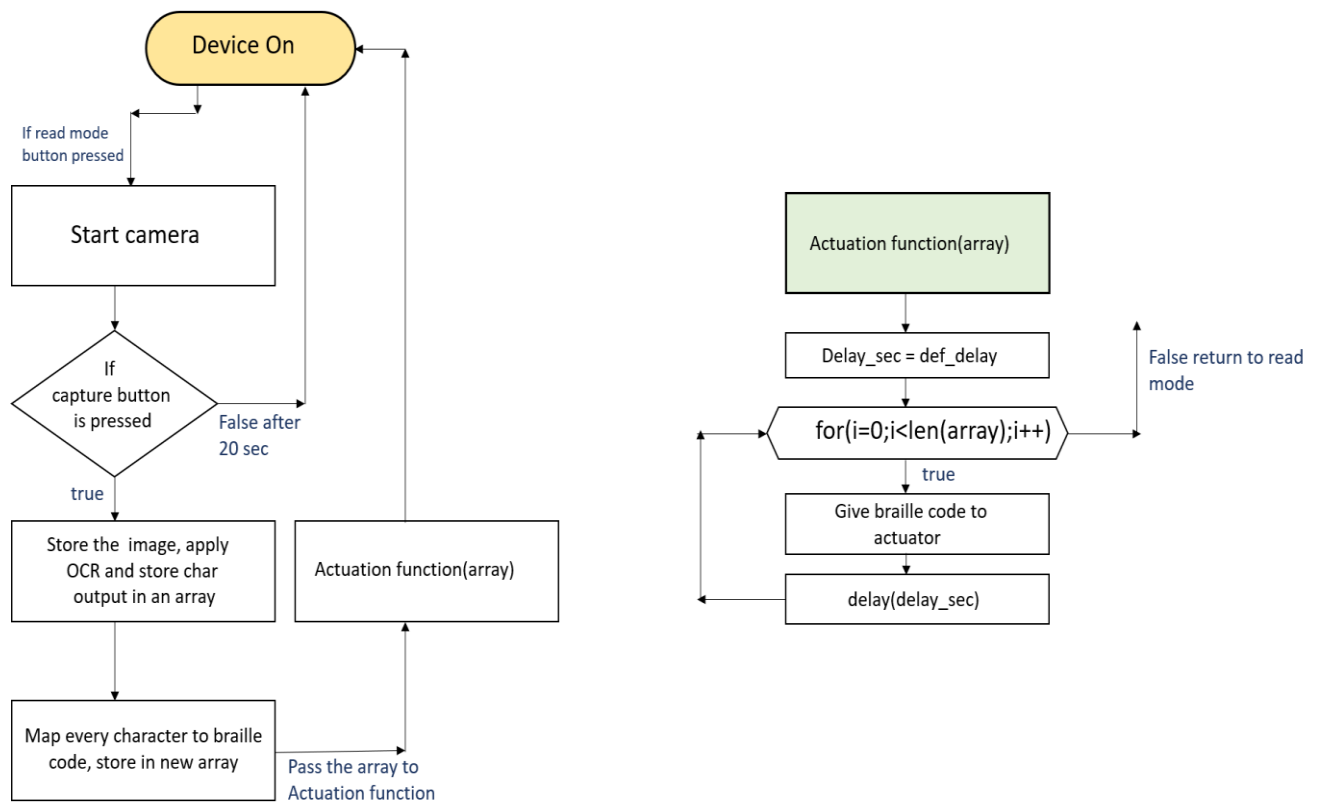 Device On
If read mode
button pressed
Start camera
If
capture button
is pressed
False after
20 sec
true
Store the image, apply
OCR and store char
output in an array
Map every character to braille
code, store in new array
Pass the array to
Actuation function
Actuation function(array)
Actuation function(array)
Delay_sec = def_delay
for(i=0;i<len(array);i++)
False return to read
mode
true
Give braille code to
actuator
delay(delay_sec)